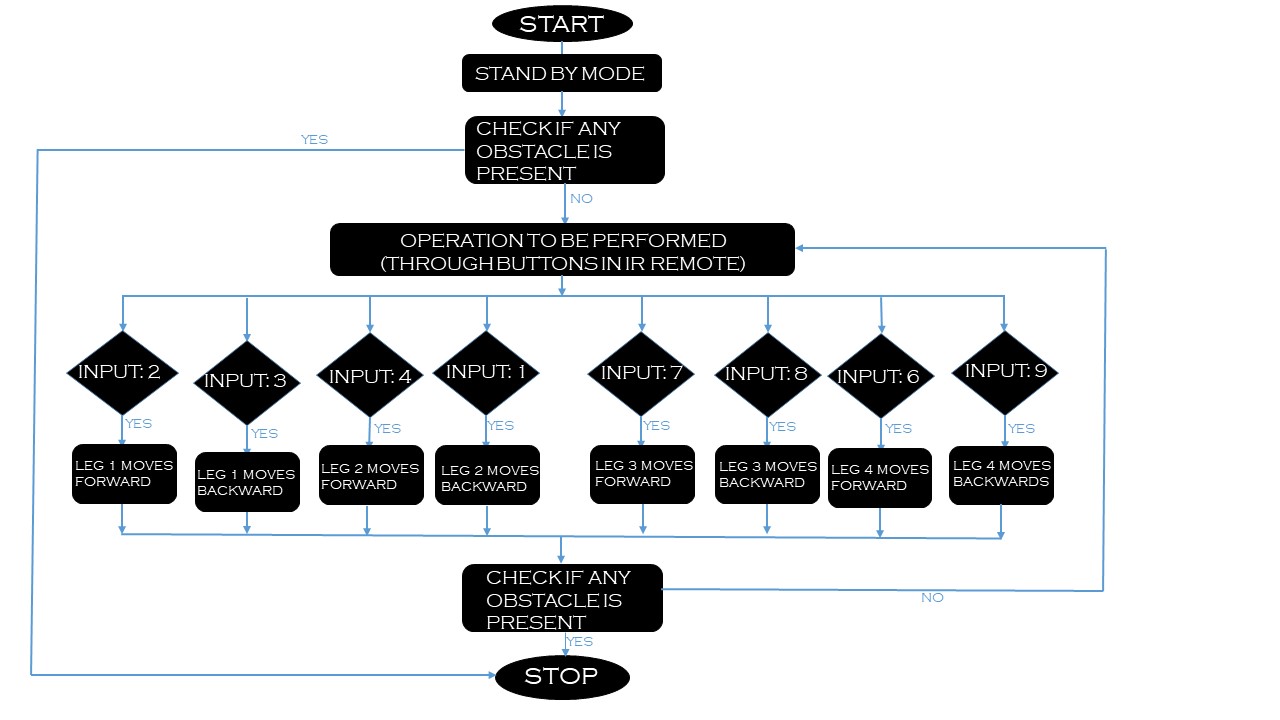 START
STAND BY MODE
CHECK IF ANY
OBSTACLE IS
PRESENT
YES
NO
OPERATION TO BE PERFORMED
(THROUGH BUTTONS IN IR REMOTE)
INPUT: 2
INPUT: 3
INPUT: 4
INPUT: 1
INPUT: 7
INPUT: 8
INPUT: 6
INPUT: 9
YES
YES
YES
YES
YES
YES
YES
YES
LEG 1 MOVES
FORWARD
LEG 1 MOVES
BACKWARD
LEG 2 MOVES
FORWARD
LEG 2 MOVES
BACKWARD
LEG 3 MOVES
FORWARD
LEG 3 MOVES
BACKWARD
LEG 4 MOVES
FORWARD
LEG 4 MOVES
BACKWARDS
CHECK IF ANY
OBSTACLE IS
PRESENT
NO
YES
STOP